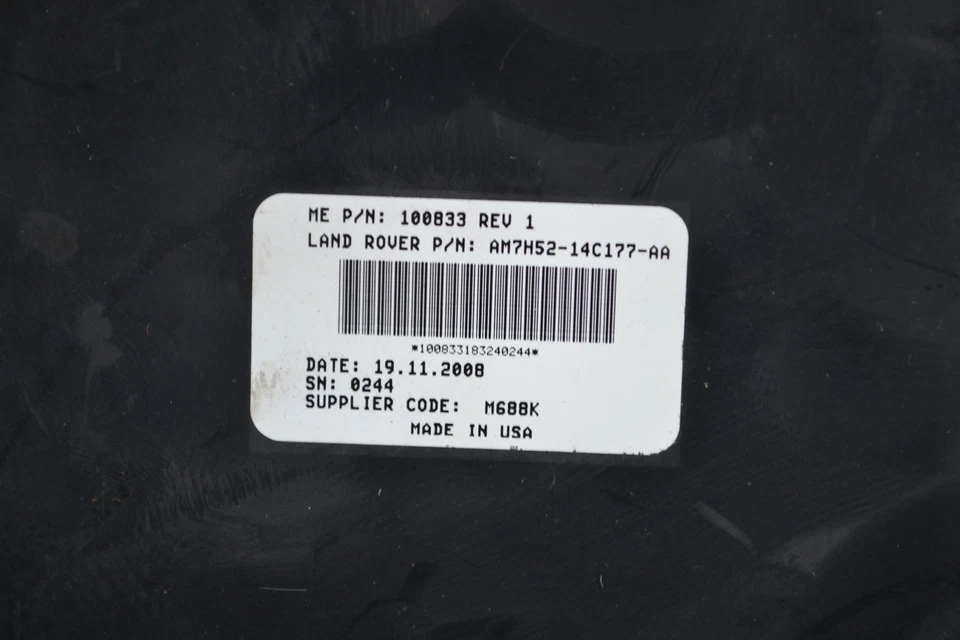 ME P/N: 100833 REV 1
LAND ROVER P/N: AM7H52-14C177-AA
*100833183240244*
DATE: 19.11.2008
SN: 0244
SUPPLIER CODE: M688K
MADE IN USA